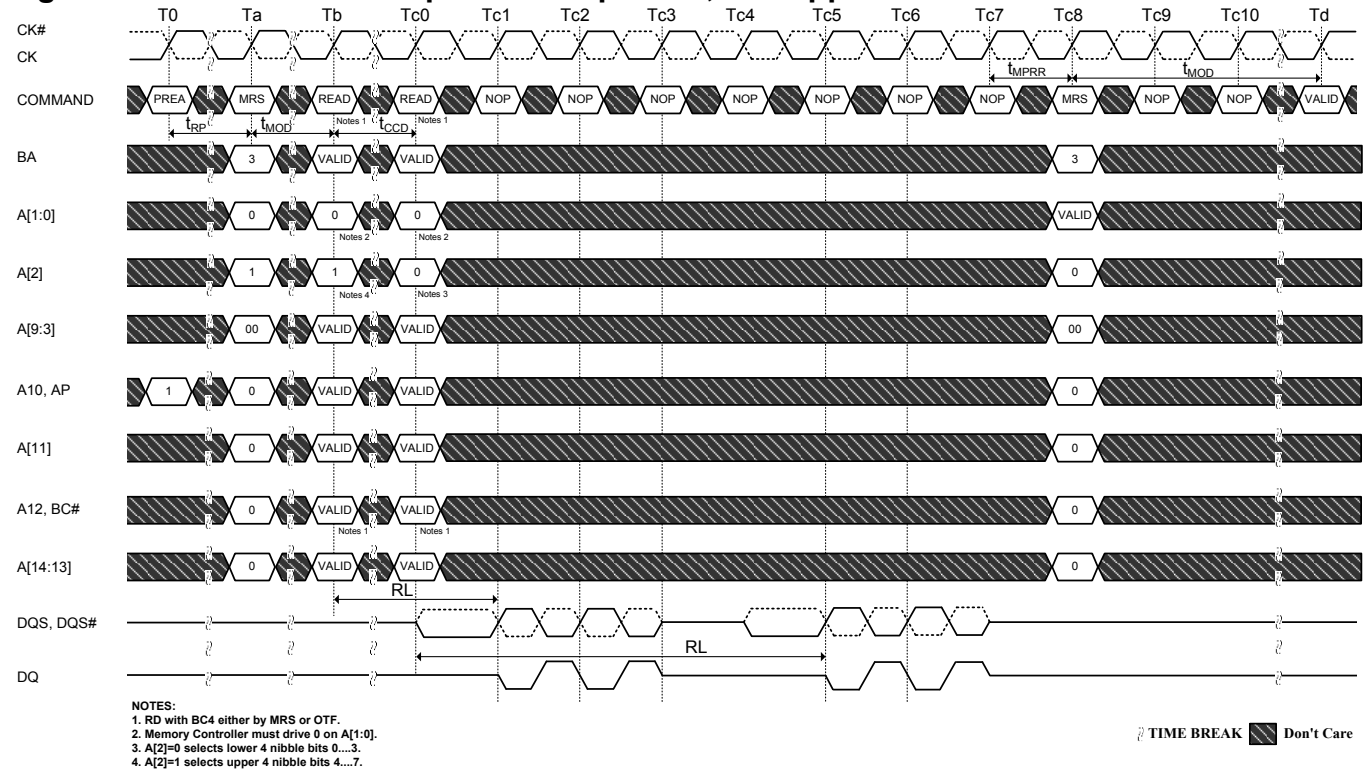 T0 Ta Tb Tc0 Tc1 Tc2 Tc3 Tc4 Tc5 Tc6 Tc7 Tc8 Tc9 Tc10 Td
CK#
CK
tMPRR tMOD
COMMAND PREA MRS READ READ NOP NOP NOP NOP NOP NOP NOP MRS NOP NOP VALID
Notes 1 Notes 1
tRP tMOD tCCD
BA 3 VALID VALID 3
A[1:0] 0 0 0 VALID
Notes 2 Notes 2
A[2] 1 1 0 0
Notes 4 Notes 3
A[9:3] 00 VALID VALID 00
A10, AP 1 0 VALID VALID 0
A[11] 0 VALID VALID 0
A12, BC# 0 VALID VALID 0
Notes 1 Notes 1
A[14:13] 0 VALID VALID 0
RL
DQS, DQS#
RL
DQ
NOTES:
1. RD with BC4 either by MRS or OTF.
2. Memory Controller must drive 0 on A[1:0].
3. A[2]=0 selects lower 4 nibble bits 0....3.
4. A[2]=1 selects upper 4 nibble bits 4....7.
TIME BREAK Don't Care